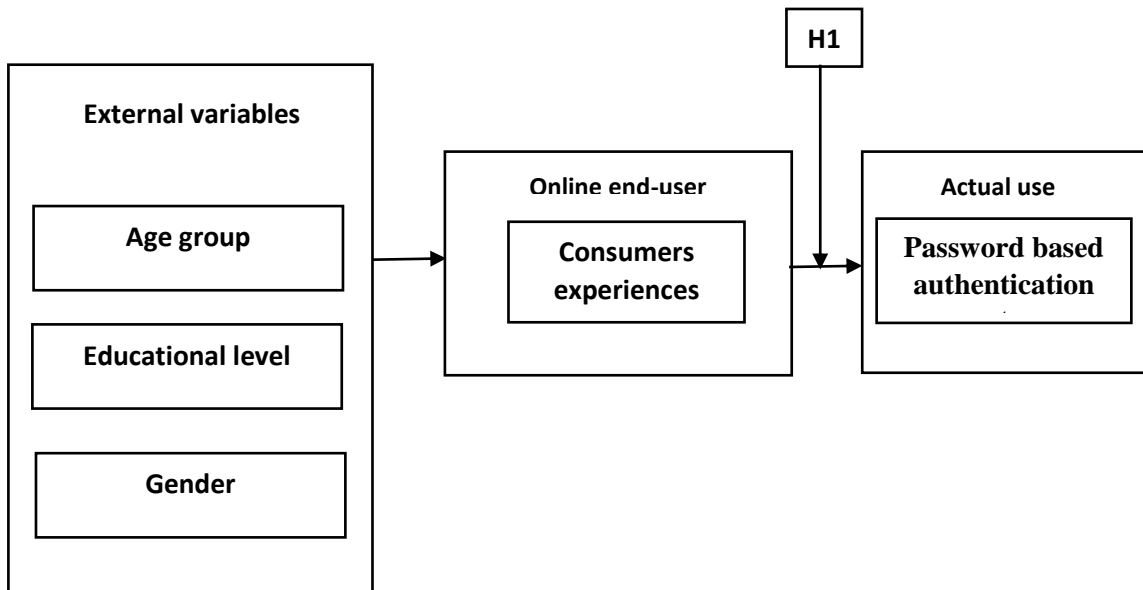 H1
External variables
Age group
Educational level
Gender
Online end-user
Consumers
experiences
Actual use
Password based
authentication